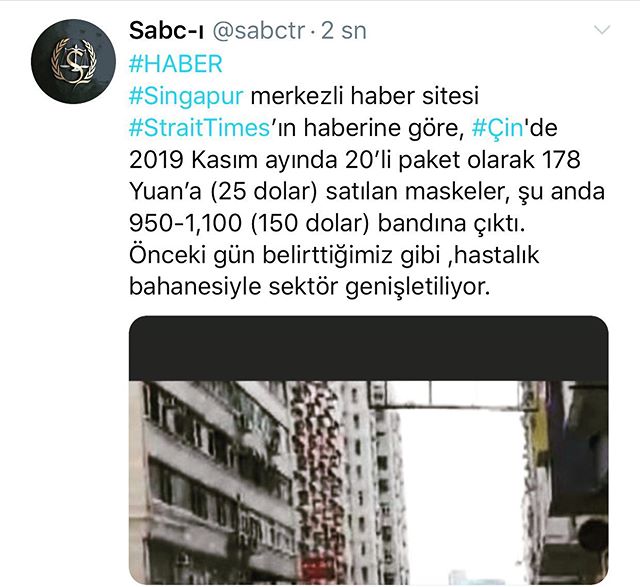 Sabc-ı @sabctr · 2 sn
#HABER
#Singapur merkezli haber sitesi
#StraitTimes’ın haberine göre, #Çin'de
2019 Kasım ayında 20’li paket olarak 178
Yuan’a (25 dolar) satılan maskeler, şu anda
950-1,100 (150 dolar) bandına çıktı.
Önceki gün belirttiğimiz gibi ,hastalık
bahanesiyle sektör genişletiliyor.